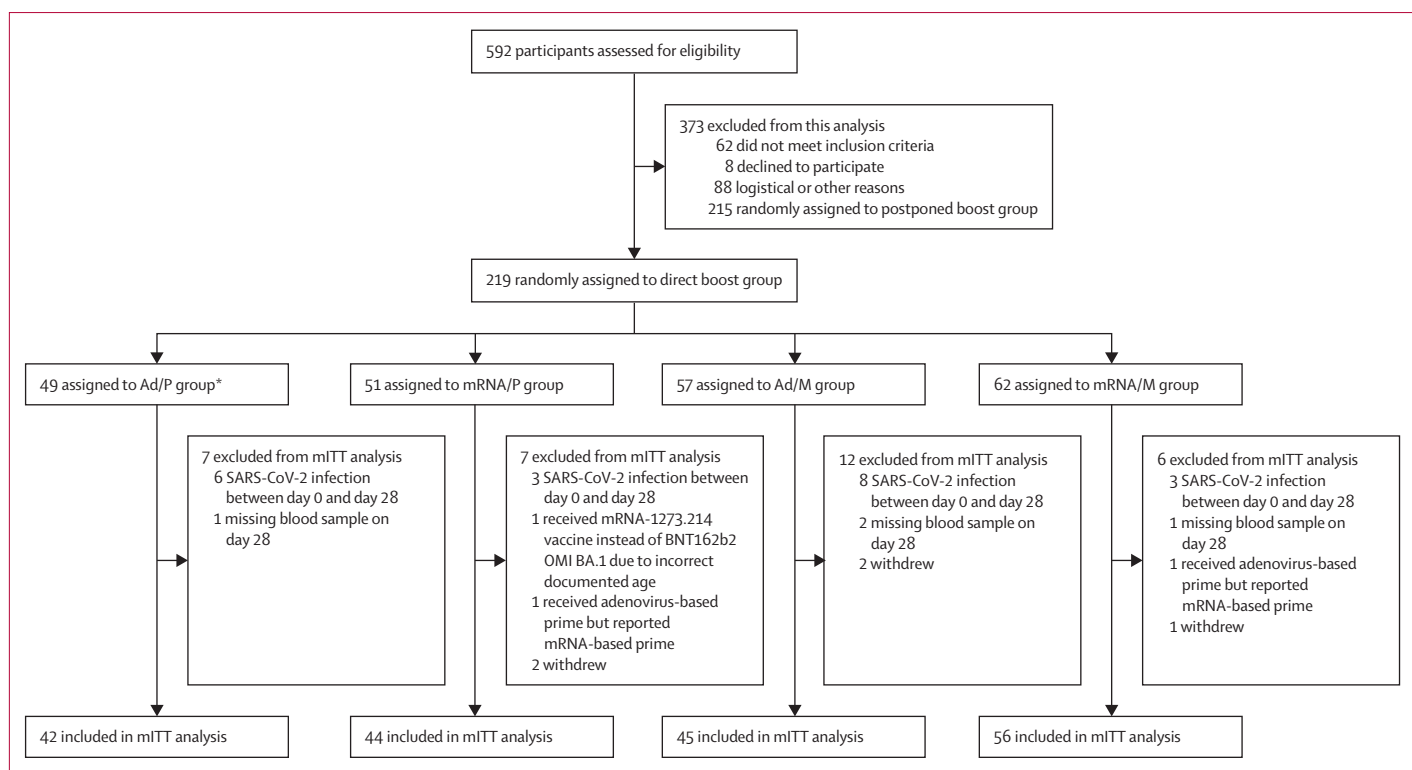 592 participants assessed for eligibility
373 excluded from this analysis
62 did not meet inclusion criteria
8 declined to participate
88 logistical or other reasons
215 randomly assigned to postponed boost group
219 randomly assigned to direct boost group
49 assigned to Ad/P group*
51 assigned to mRNA/P group
57 assigned to Ad/M group
62 assigned to mRNA/M group
7 excluded from mITT analysis
6 SARS-CoV-2 infection
between day 0 and day 28
1 missing blood sample on
day 28
7 excluded from mITT analysis
3 SARS-CoV-2 infection between
day 0 and day 28
1 received mRNA-1273.214
vaccine instead of BNT162b2
OMI BA.1 due to incorrect
documented age
1 received adenovirus-based
prime but reported
mRNA-based prime
2 withdrew
12 excluded from mITT analysis
8 SARS-CoV-2 infection
between day 0 and day 28
2 missing blood sample on
day 28
2 withdrew
6 excluded from mITT analysis
3 SARS-CoV-2 infection
between day 0 and day 28
1 missing blood sample on
day 28
1 received adenovirus-based
prime but reported
mRNA-based prime
1 withdrew
42 included in mITT analysis
44 included in mITT analysis
45 included in mITT analysis
56 included in mITT analysis